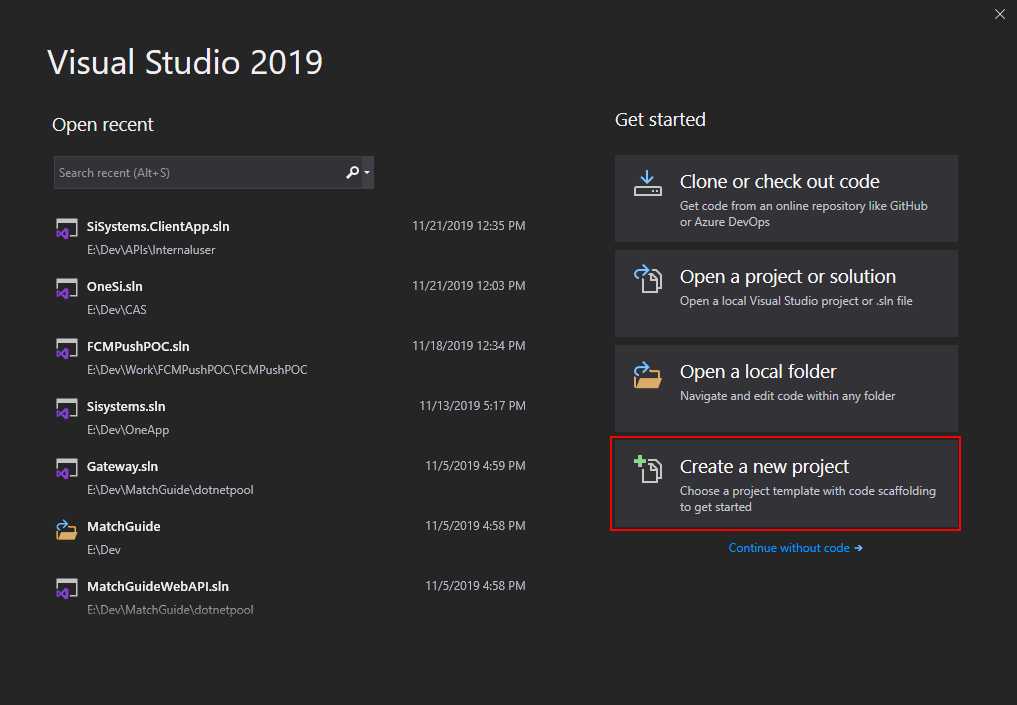 Visual Studio 2019
Open recent
Search recent (Alt+S)
SiSystems.ClientApp.sln 11/21/2019 12:35 PM
E:\Dev\APIs\Internaluser
OneSi.sln 11/21/2019 12:03 PM
E:\Dev\CAS
FCMPushPOC.sln 11/18/2019 12:34 PM
E:\Dev\Work\FCMPushPOC\FCMPushPOC
Sisystems.sln 11/13/2019 5:17 PM
E:\Dev\OneApp
Gateway.sln 11/5/2019 4:59 PM
E:\Dev\MatchGuide\dotnetpool
MatchGuide 11/5/2019 4:58 PM
E:\Dev
MatchGuideWebAPI.sln 11/5/2019 4:58 PM
E:\Dev\MatchGuide\dotnetpool
Get started
Clone or check out code
Get code from an online repository like GitHub
or Azure DevOps
Open a project or solution
Open a local Visual Studio project or .sln file
Open a local folder
Navigate and edit code within any folder
Create a new project
Choose a project template with code scaffolding
to get started
Continue without code →